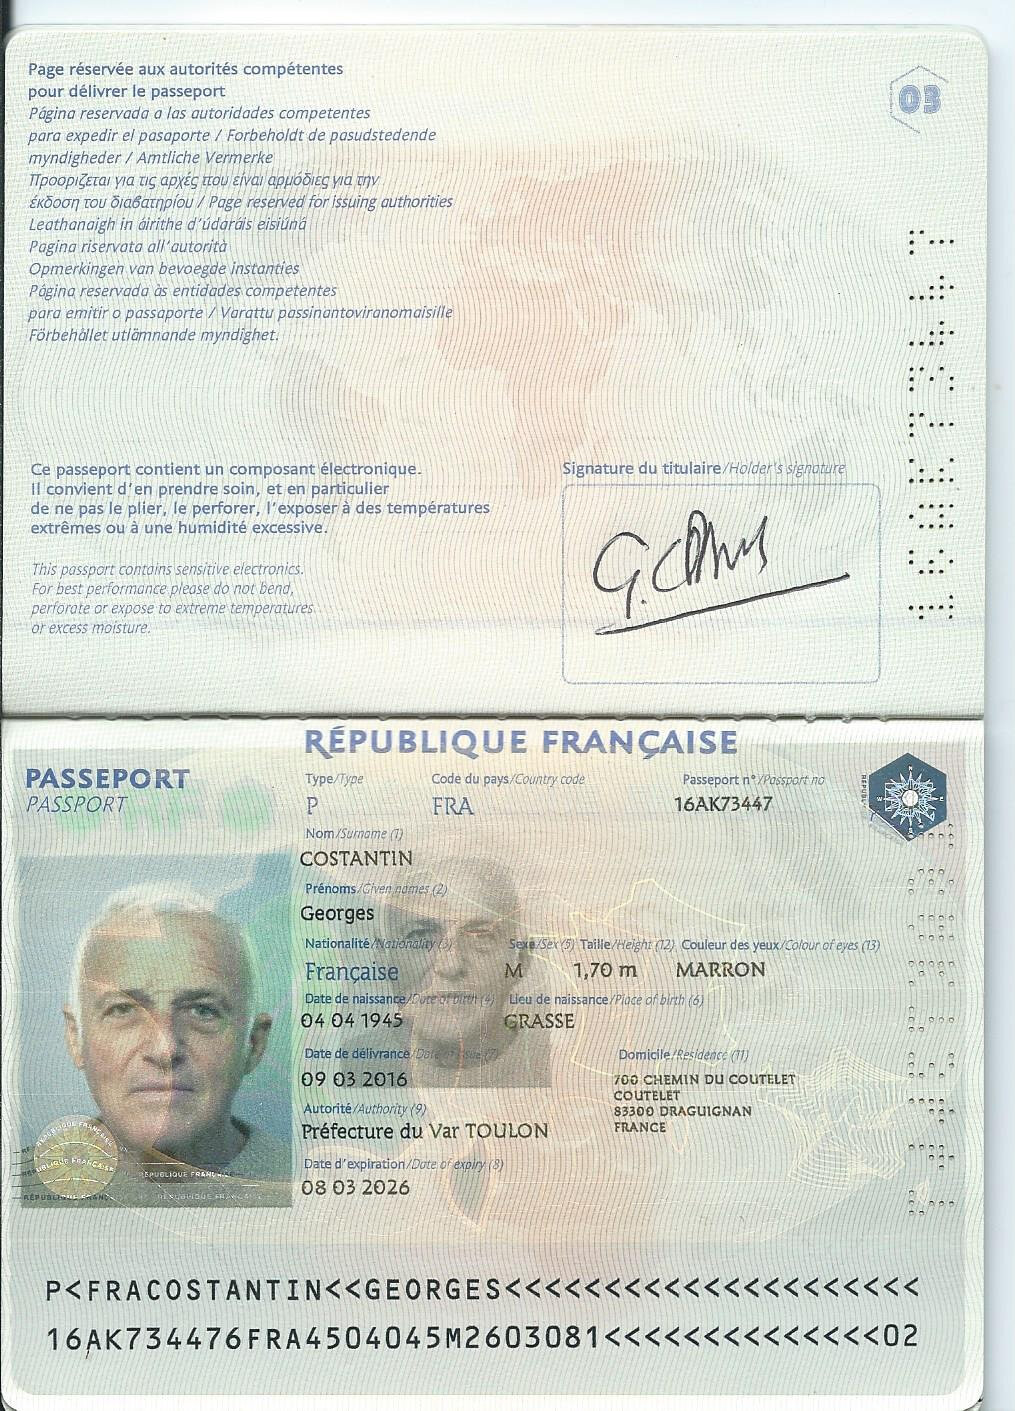 Page réservée aux autorités compétentes
pour délivrer le passeport
Página reservada a las autoridades competentes
para expedir el pasaporte / Forbeholdt de pasudstedende
myndigheder / Amtliche Vermerke
Προορίζεται για τις αρχές που είναι αρμόδιες για την
έκδοση του διαβατηρίου / Page reserved for issuing authorities
Leathanaigh in áirithe d'údaráis eisiúná
Pagina riservata all'autorità
Opmerkingen van bevoegde instanties
Página reservada às entidades competentes
para emitir o passaporte / Varattu passinantoviranomaisille
Förbehållet utlämnande myndighet.
03
16AK73447
Ce passeport contient un composant électronique.
Il convient d'en prendre soin, et en particulier
de ne pas le plier, le perforer, l'exposer à des températures
extrêmes ou à une humidité excessive.
This passport contains sensitive electronics.
For best performance please do not bend,
perforate or expose to extreme temperatures
or excess moisture.
Signature du titulaire/Holder's signature
RÉPUBLIQUE FRANÇAISE
PASSEPORT
PASSPORT
Type/Type Code du pays/Country code Passeport n°/Passport no
P FRA 16AK73447
Nom/Surname (1)
COSTANTIN
Prénoms/Given names (2)
Georges
Nationalité/Nationality (3) Sexe/Sex (5) Taille/Height (12) Couleur des yeux/Colour of eyes (13)
Française M 1,70 m MARRON
Date de naissance/Date of birth (4) Lieu de naissance/Place of birth (6)
04 04 1945 GRASSE
Date de délivrance/Date of issue (7) Domicile/Residence (11)
09 03 2016 700 CHEMIN DU COUTELET
COUTELET
83300 DRAGUIGNAN
FRANCE
Autorité/Authority (9)
Préfecture du Var TOULON
Date d'expiration/Date of expiry (8)
08 03 2026
RÉPUBLIQUE FRANÇAISE
P<FRACOSTANTIN<<GEORGES<<<<<<<<<<<<<<<<<<<<<
16AK734476FRA4504045M2603081<<<<<<<<<<<<<<02